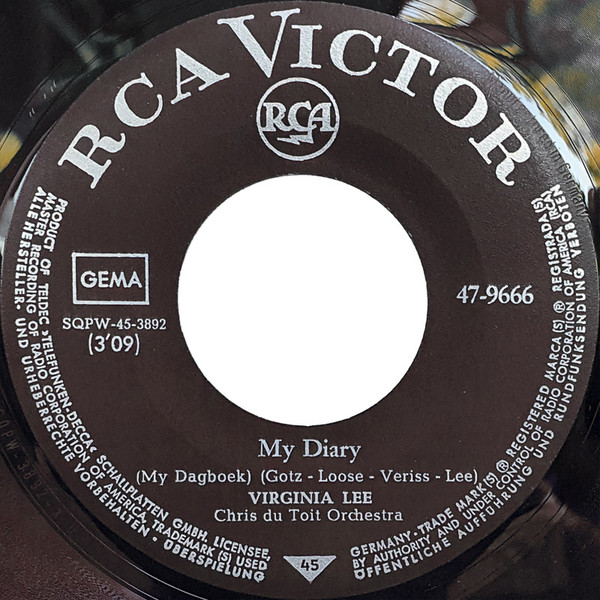 RCA VICTOR
RCA
GEMA
SQPW-45-3892
(3'09)
47-9666
My Diary
(My Dagboek) (Gotz - Loose - Veriss - Lee)
VIRGINIA LEE
Chris du Toit Orchestra
45
PRODUCT OF TELDEC »TELEFUNKEN-DECCA« SCHALLPLATTEN GMBH, LICENSEE,
MASTER RECORDING OF RADIO CORPORATION OF AMERICA, TRADEMARK (S) USED
ALLE HERSTELLER- UND URHEBERRECHTE VORBEHALTEN · ÜBERSPIELUNG
GERMANY · TRADE MARK(S) ® REGISTERED MARCA(S) ® REGISTRADA(S)
BY AUTHORITY AND UNDER CONTROL OF RADIO CORPORATION OF AMERICA (RCA)
ÖFFENTLICHE AUFFÜHRUNG UND RUNDFUNKSENDUNG VERBOTEN